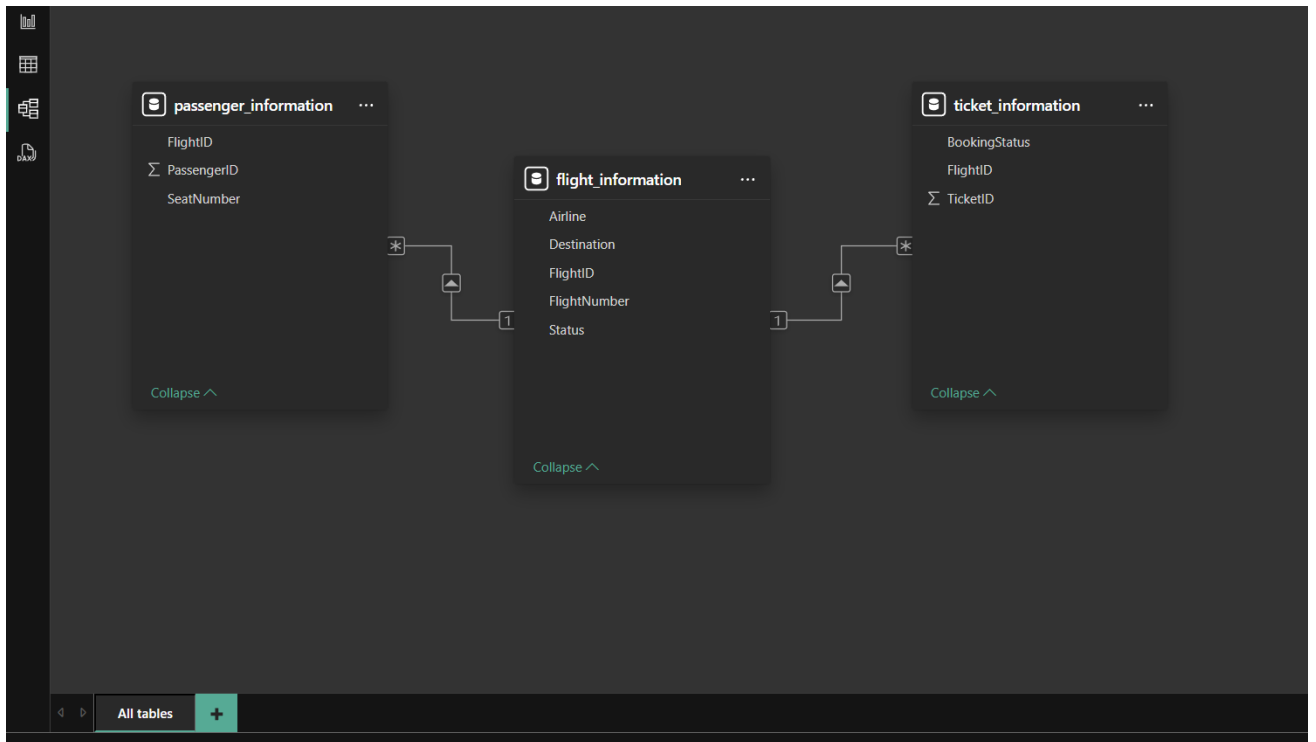 DAX
passenger_information
FlightID
PassengerID
SeatNumber
*
Collapse
flight_information
Airline
Destination
FlightID
FlightNumber
Status
1
1
Collapse
ticket_information
BookingStatus
FlightID
TicketID
*
Collapse
All tables
+